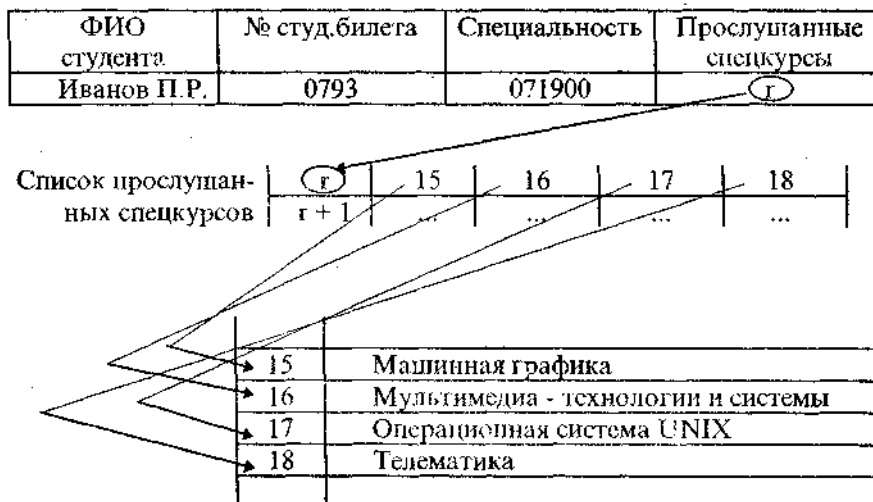 ФИО студента № студ.билета Специальность Прослушанные спецкурсы
Иванов П.Р. 0793 071900 r
Список прослушан- r 15 16 17 18
ных спецкурсов r + 1 ... ... ... ...
15 Машинная графика
16 Мультимедиа - технологии и системы
17 Операционная система UNIX
18 Телематика